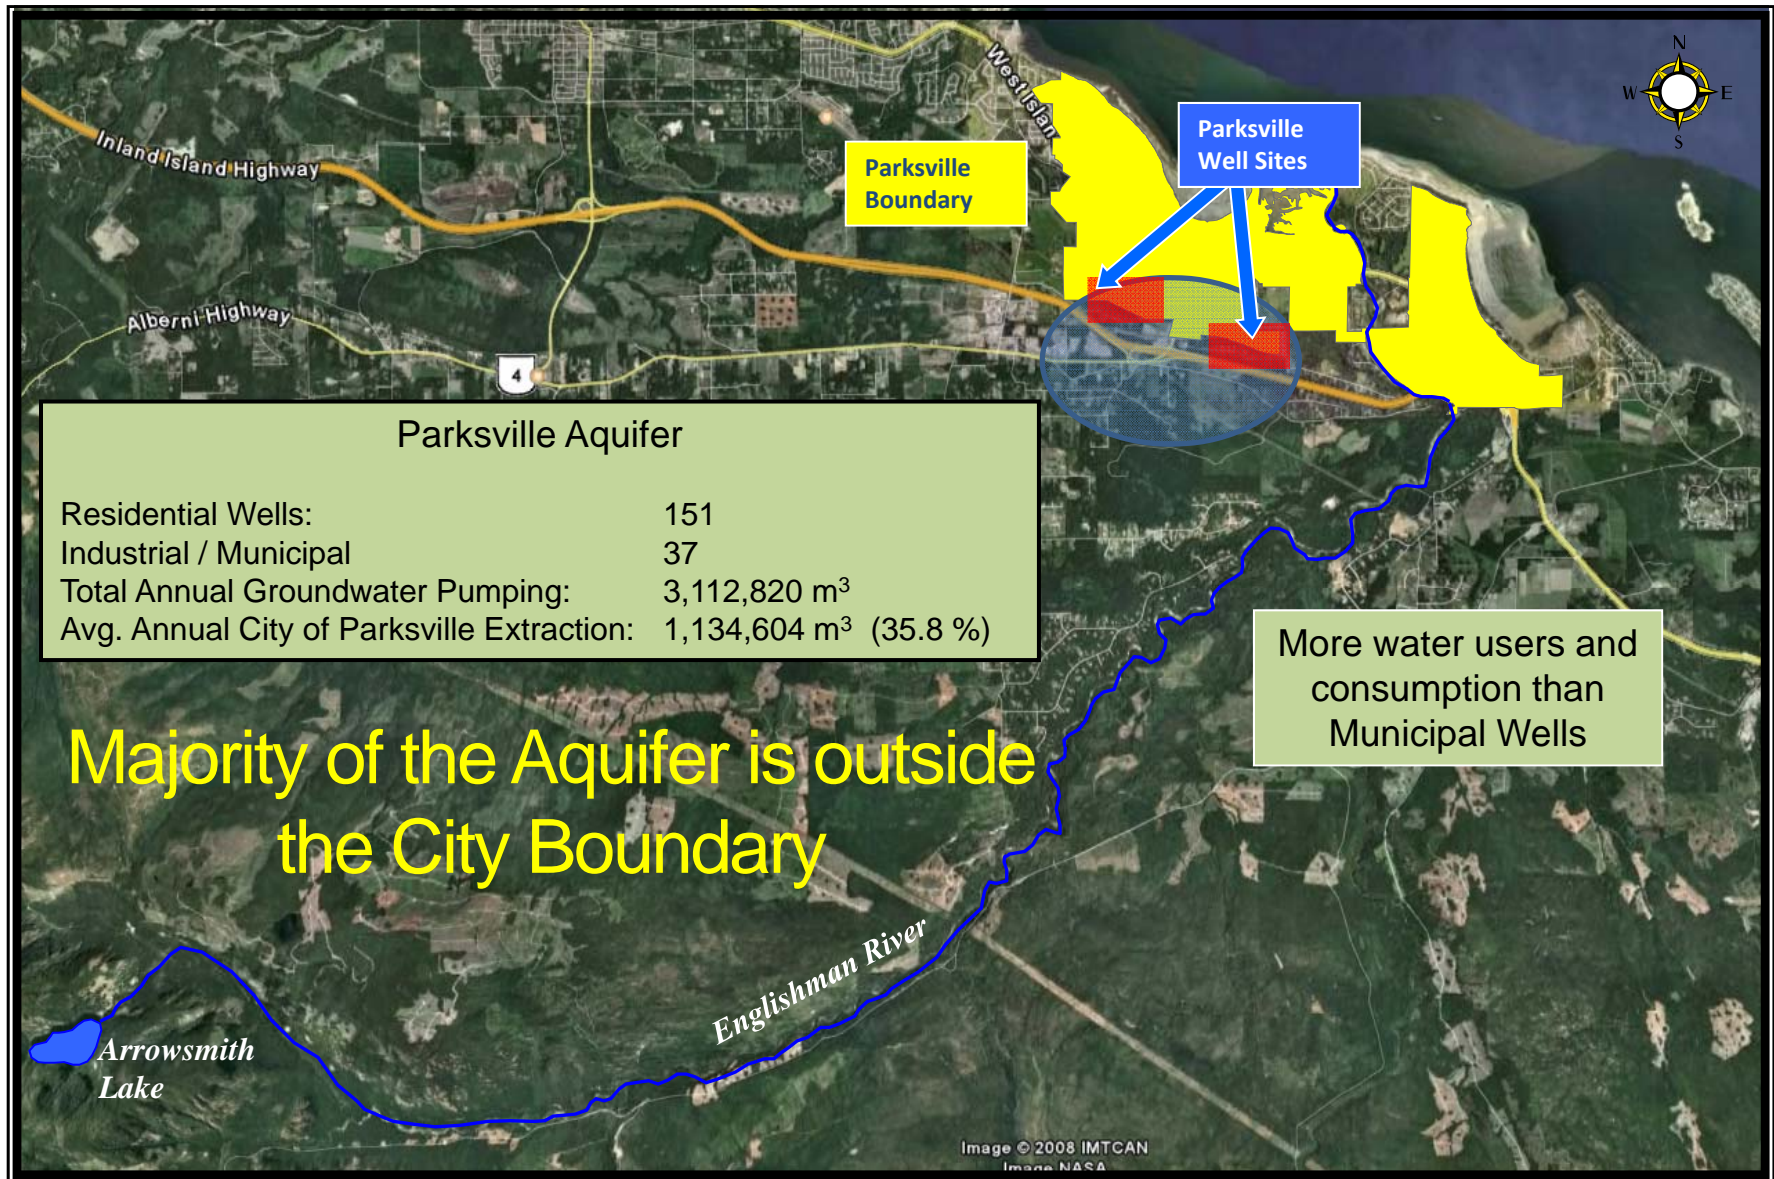 N
W E
S
West Islan
Inland Island Highway
Parksville
Boundary
Parksville
Well Sites
Alberni Highway
4
Parksville Aquifer
Residential Wells: 151
Industrial / Municipal 37
Total Annual Groundwater Pumping: 3,112,820 m³
Avg. Annual City of Parksville Extraction: 1,134,604 m³ (35.8 %)
More water users and
consumption than
Municipal Wells
Majority of the Aquifer is outside
the City Boundary
Englishman River
Arrowsmith
Lake
Image © 2008 IMTCAN
Image NASA